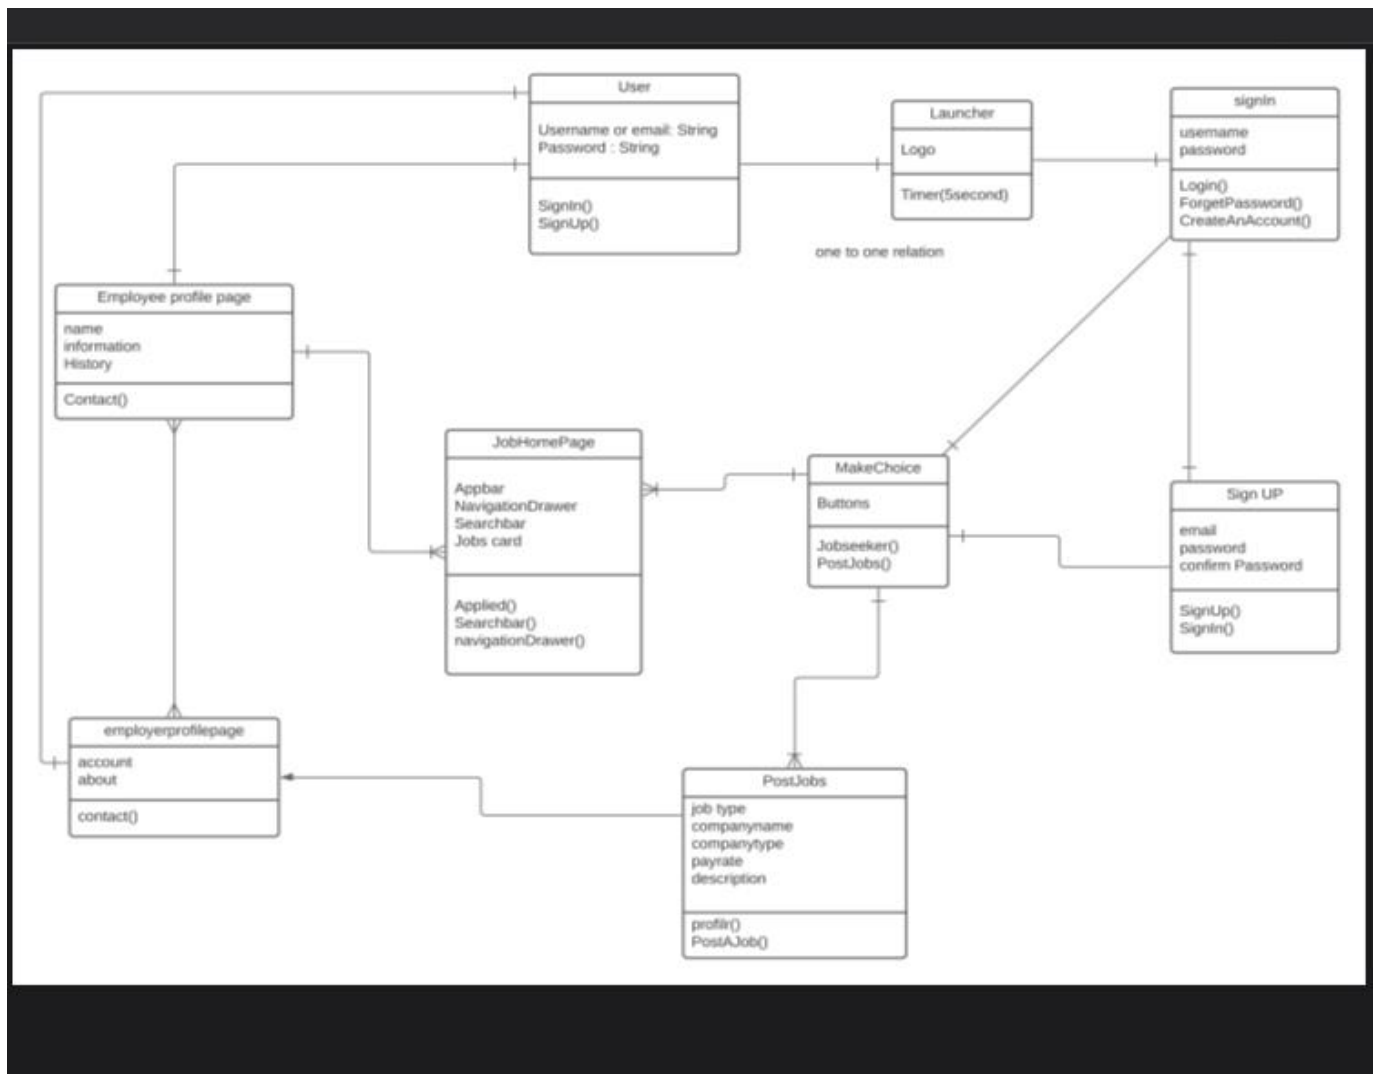 User
Username or email: String
Password : String
SignIn()
SignUp()
Launcher
Logo
Timer(5second)
one to one relation
signIn
username
password
Login()
ForgetPassword()
CreateAnAccount()
Employee profile page
name
information
History
Contact()
JobHomePage
Appbar
NavigationDrawer
Searchbar
Jobs card
Applied()
Searchbar()
navigationDrawer()
MakeChoice
Buttons
Jobseeker()
PostJobs()
Sign UP
email
password
confirm Password
SignUp()
SignIn()
employerprofilepage
account
about
contact()
PostJobs
job type
companyname
companytype
payrate
description
profilr()
PostAJob()